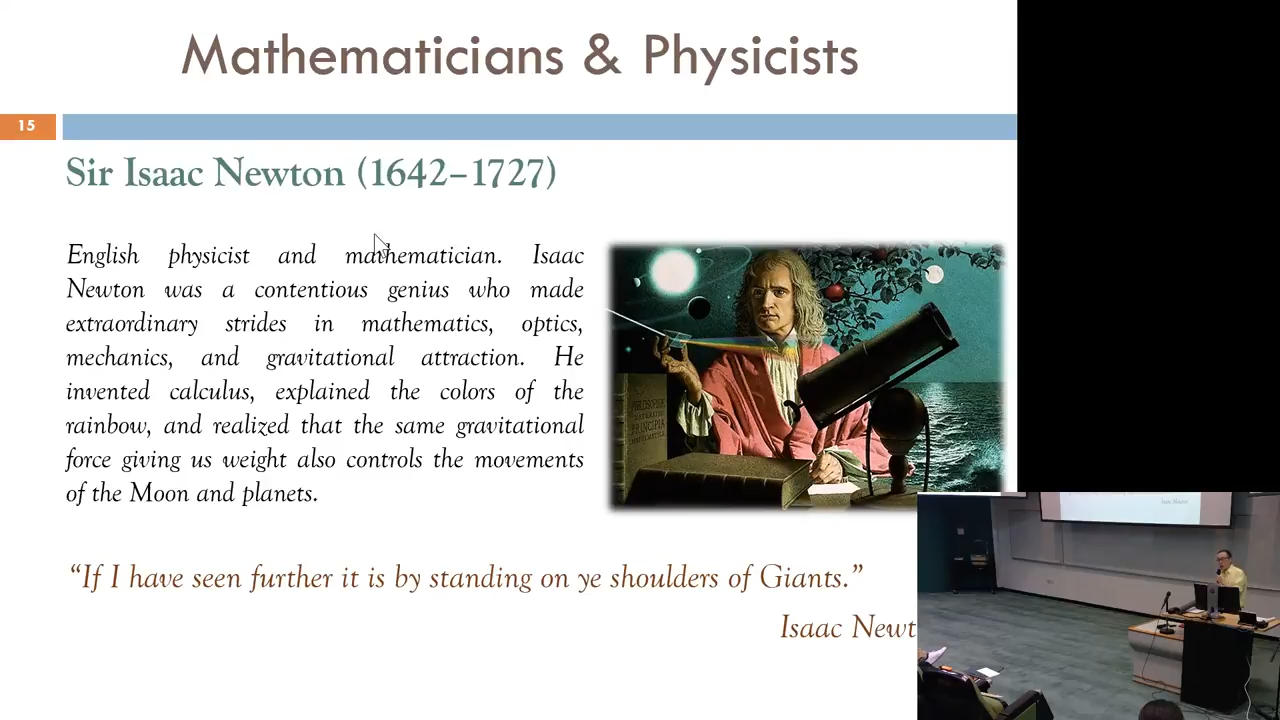 Mathematicians & Physicists
15
Sir Isaac Newton (1642–1727)
English physicist and mathematician. Isaac
Newton was a contentious genius who made
extraordinary strides in mathematics, optics,
mechanics, and gravitational attraction. He
invented calculus, explained the colors of the
rainbow, and realized that the same gravitational
force giving us weight also controls the movements
of the Moon and planets.
PRINCIPIA
“If I have seen further it is by standing on ye shoulders of Giants.”
Isaac Newt